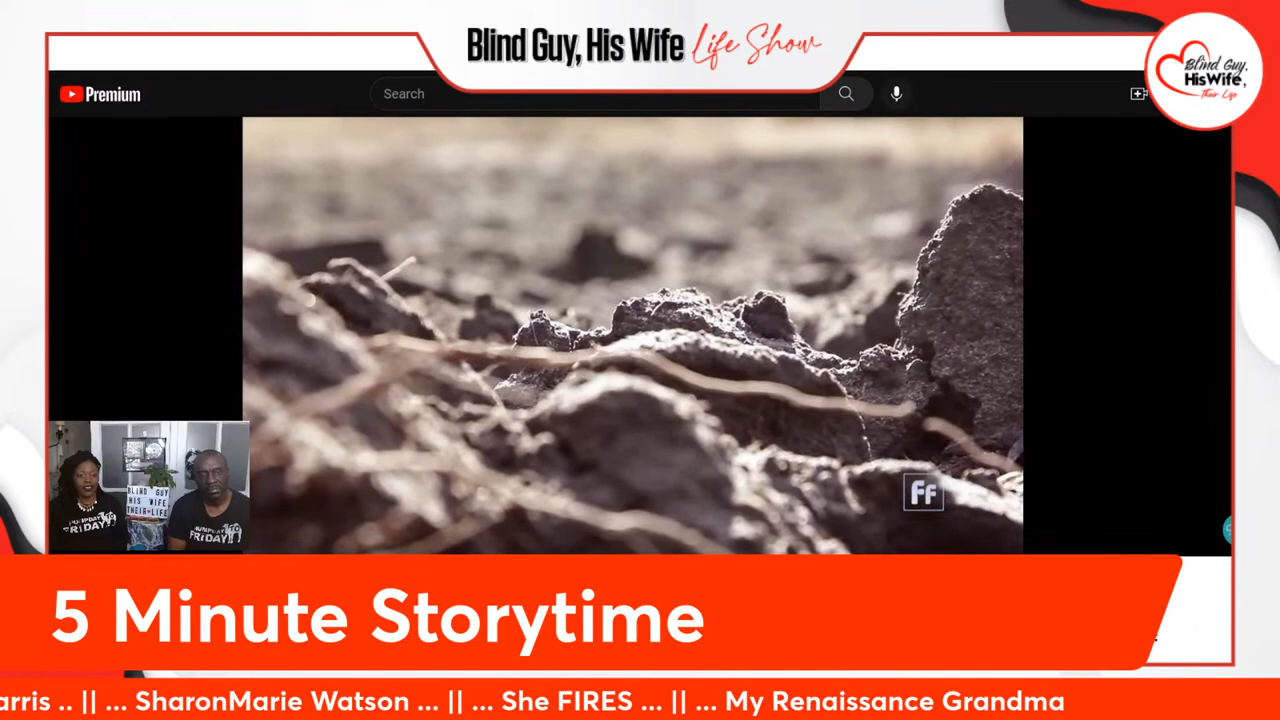 Blind Guy, His Wife Life Show
Blind Guy,
His Wife,
Their Life
Premium
Search
BLIND GUY
HIS WIFE
THEIR LIFE
FRIDAY
FRIDAY
Ff
5 Minute Storytime
arris .. || ... SharonMarie Watson ... || ... She FIRES ... || ... My Renaissance Grandma